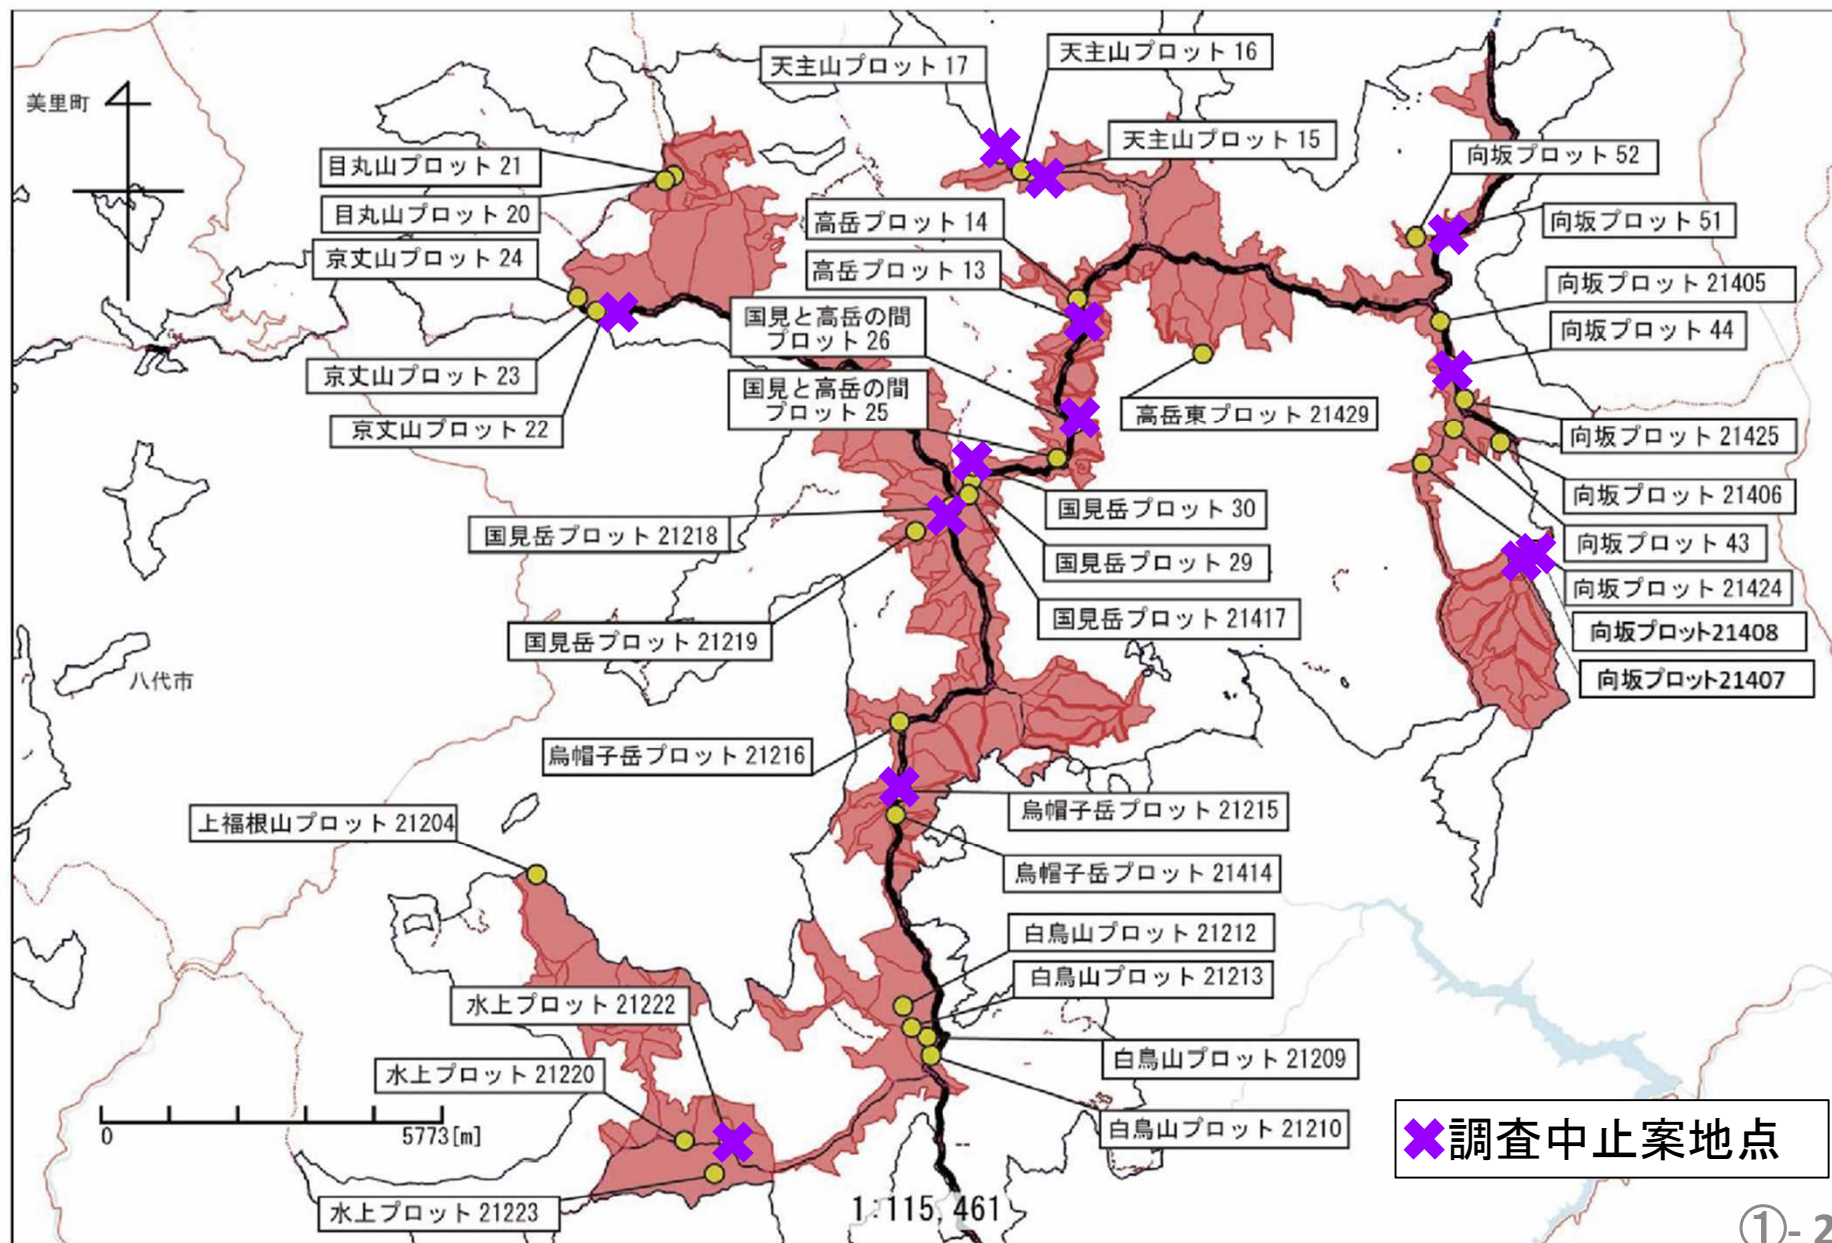 天主山プロット 16
天主山プロット 17
美里町
天主山プロット 15
向坂プロット 52
目丸山プロット 21
目丸山プロット 20
高岳プロット 14
向坂プロット 51
京丈山プロット 24
高岳プロット 13
向坂プロット 21405
国見と高岳の間
プロット 26
向坂プロット 44
京丈山プロット 23
国見と高岳の間
プロット 25
高岳東プロット 21429
京丈山プロット 22
向坂プロット 21425
向坂プロット 21406
国見岳プロット 30
国見岳プロット 21218
向坂プロット 43
国見岳プロット 29
向坂プロット 21424
国見岳プロット 21417
向坂プロット21408
国見岳プロット 21219
八代市
向坂プロット21407
烏帽子岳プロット 21216
烏帽子岳プロット 21215
上福根山プロット 21204
烏帽子岳プロット 21414
白鳥山プロット 21212
白鳥山プロット 21213
水上プロット 21222
白鳥山プロット 21209
水上プロット 21220
白鳥山プロット 21210
0 5773[m]
調査中止案地点
水上プロット 21223
1:115,461
①- 2